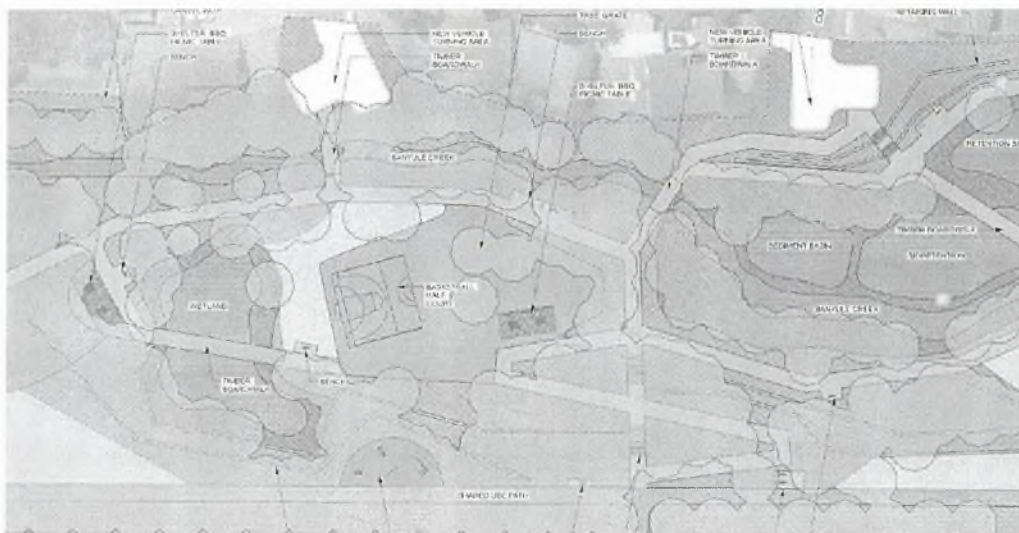 SHELTER, BBQ,
PICNIC TABLE
BENCH
NEW VEHICLE
TURNING AREA
TIMBER
BOARDWALK
TREE GRATE
BENCH
SHELTER, BBQ,
PICNIC TABLE
NEW VEHICLE
TURNING AREA
TIMBER
BOARDWALK
RETAINING WALL
BANYULE CREEK
RETENTION BA
TIMBER BOARDWALK
SEDIMENT BASIN
BIORETENTION
BASKETBALL
HALF
COURT
WETLAND
BANYULE CREEK
TIMBER
BOARDWALK
BENCH
SHARED USE PATH